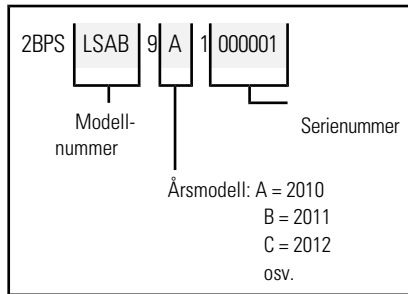 2BPS LSAB 9 A 1 000001
Modell-
nummer
Serienummer
Årsmodell: A = 2010
B = 2011
C = 2012
osv.